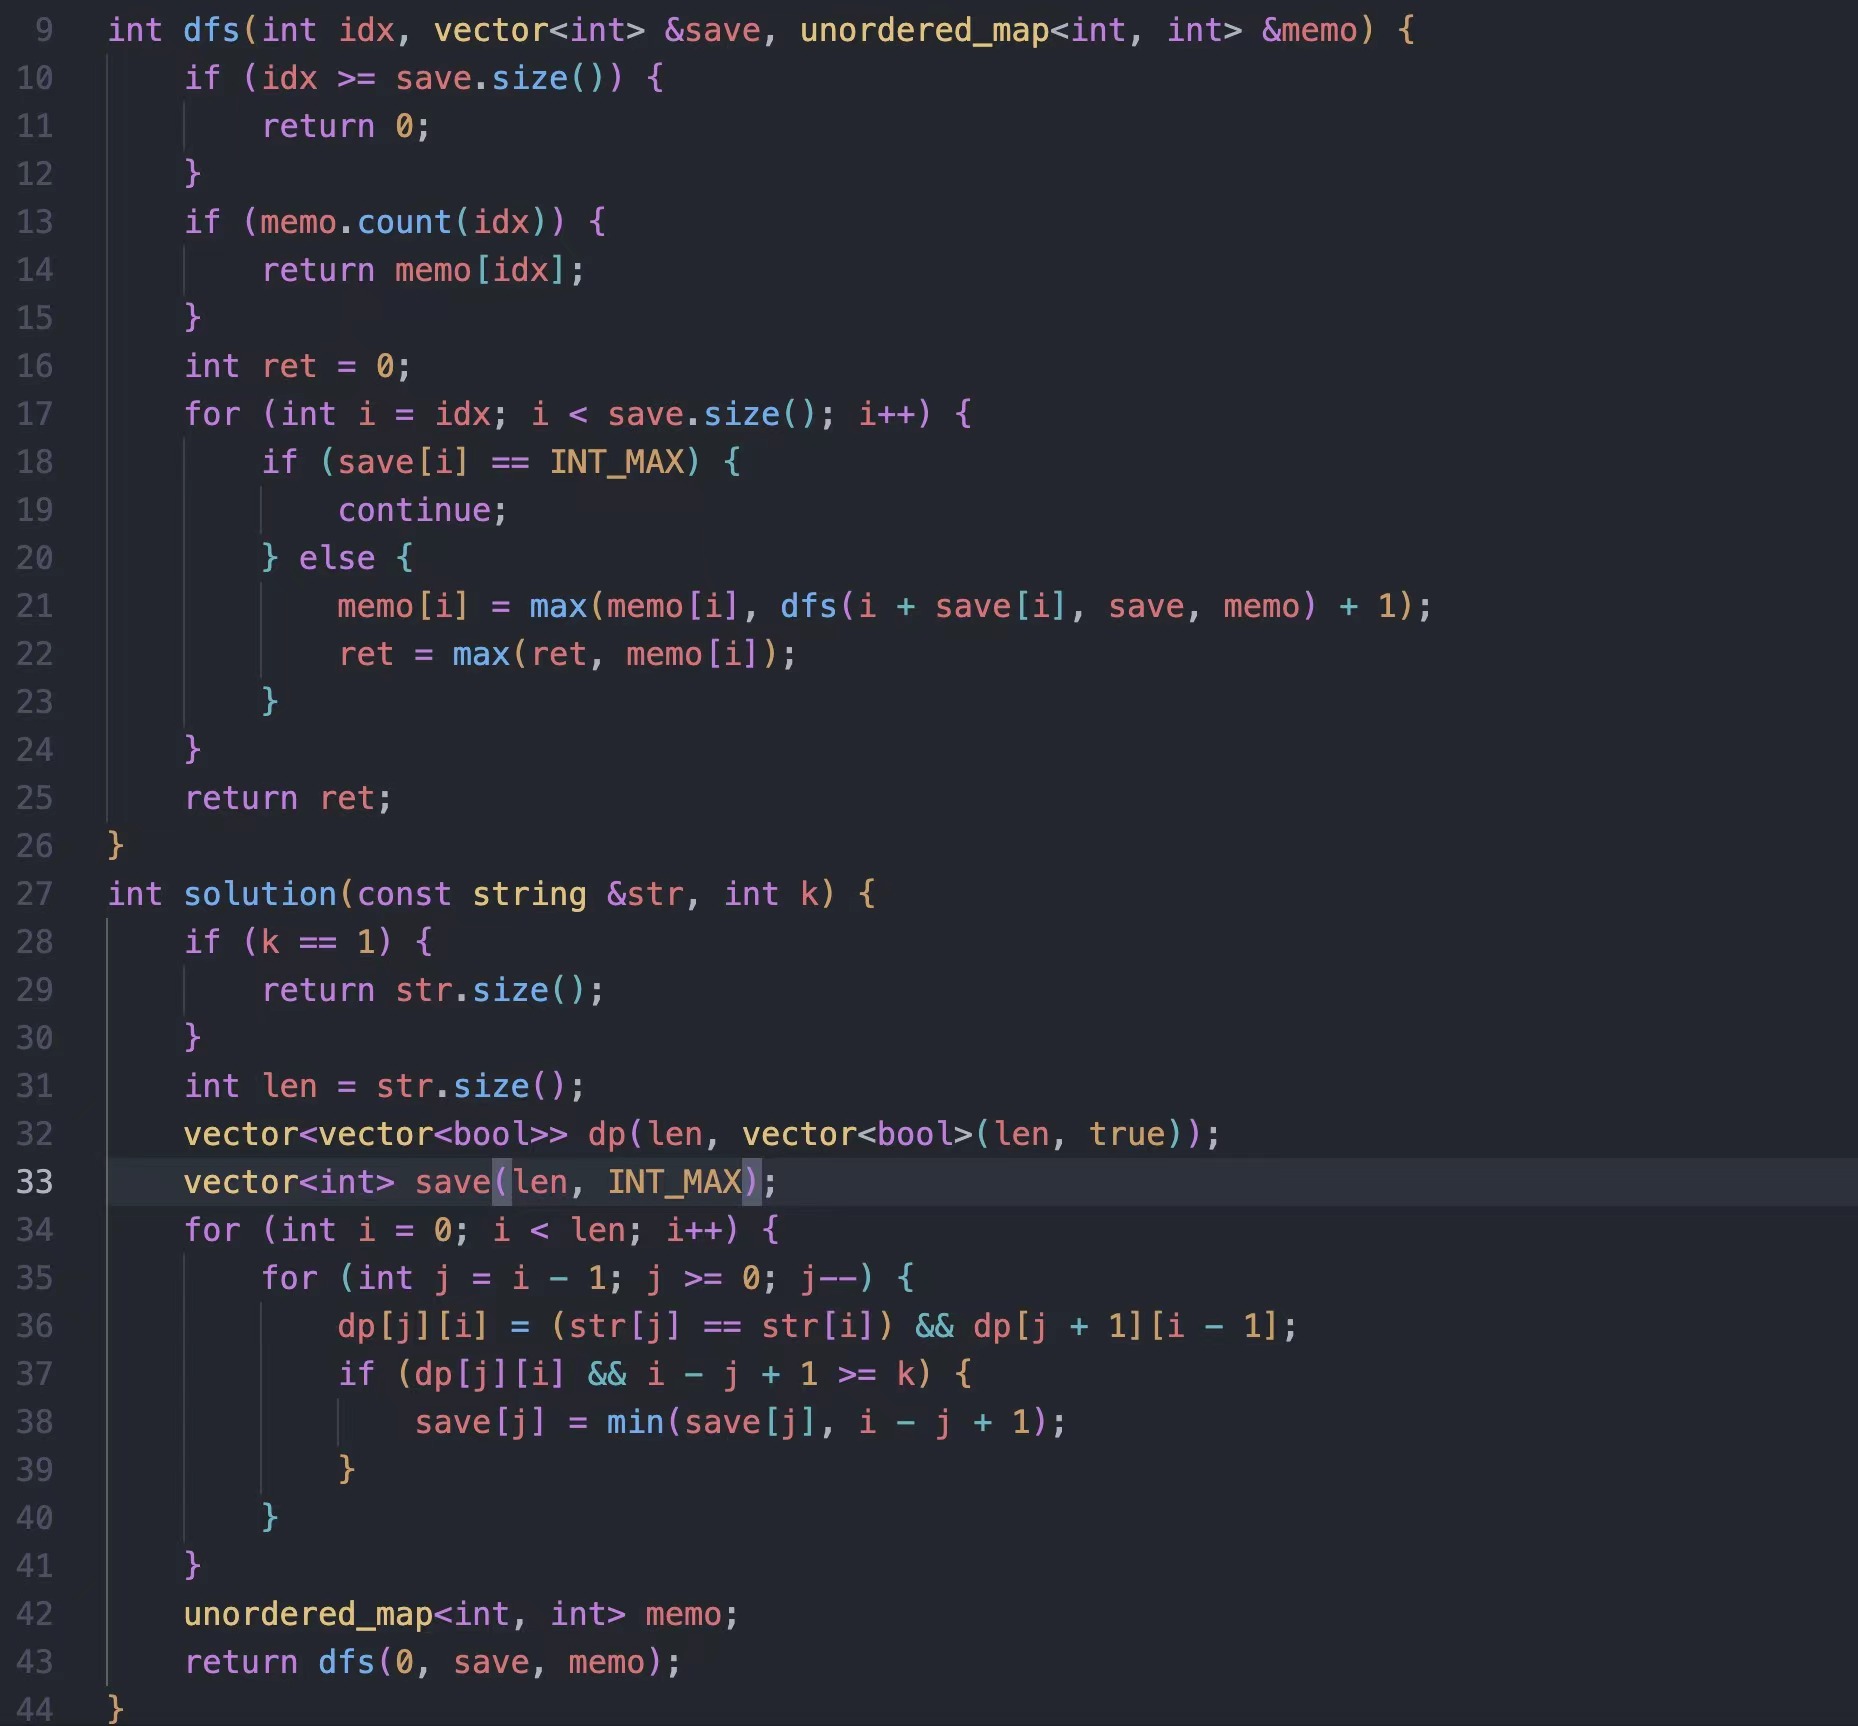 9 int dfs(int idx, vector<int> &save, unordered_map<int, int> &memo) {
10 if (idx >= save.size()) {
11 return 0;
12 }
13 if (memo.count(idx)) {
14 return memo[idx];
15 }
16 int ret = 0;
17 for (int i = idx; i < save.size(); i++) {
18 if (save[i] == INT_MAX) {
19 continue;
20 } else {
21 memo[i] = max(memo[i], dfs(i + save[i], save, memo) + 1);
22 ret = max(ret, memo[i]);
23 }
24 }
25 return ret;
26 }
27 int solution(const string &str, int k) {
28 if (k == 1) {
29 return str.size();
30 }
31 int len = str.size();
32 vector<vector<bool>> dp(len, vector<bool>(len, true));
33 vector<int> save(len, INT_MAX);
34 for (int i = 0; i < len; i++) {
35 for (int j = i - 1; j >= 0; j--) {
36 dp[j][i] = (str[j] == str[i]) && dp[j + 1][i - 1];
37 if (dp[j][i] && i - j + 1 >= k) {
38 save[j] = min(save[j], i - j + 1);
39 }
40 }
41 }
42 unordered_map<int, int> memo;
43 return dfs(0, save, memo);
44 }